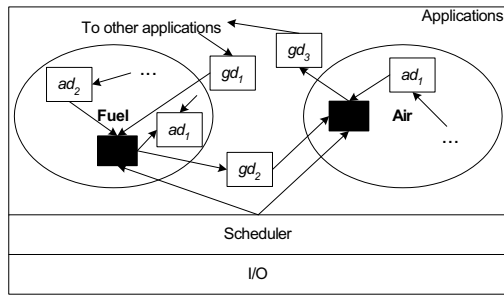 Applications
To other applications
gd3
ad2
...
gd1
ad1
Fuel
ad1
Air
...
gd2
Scheduler
I/O